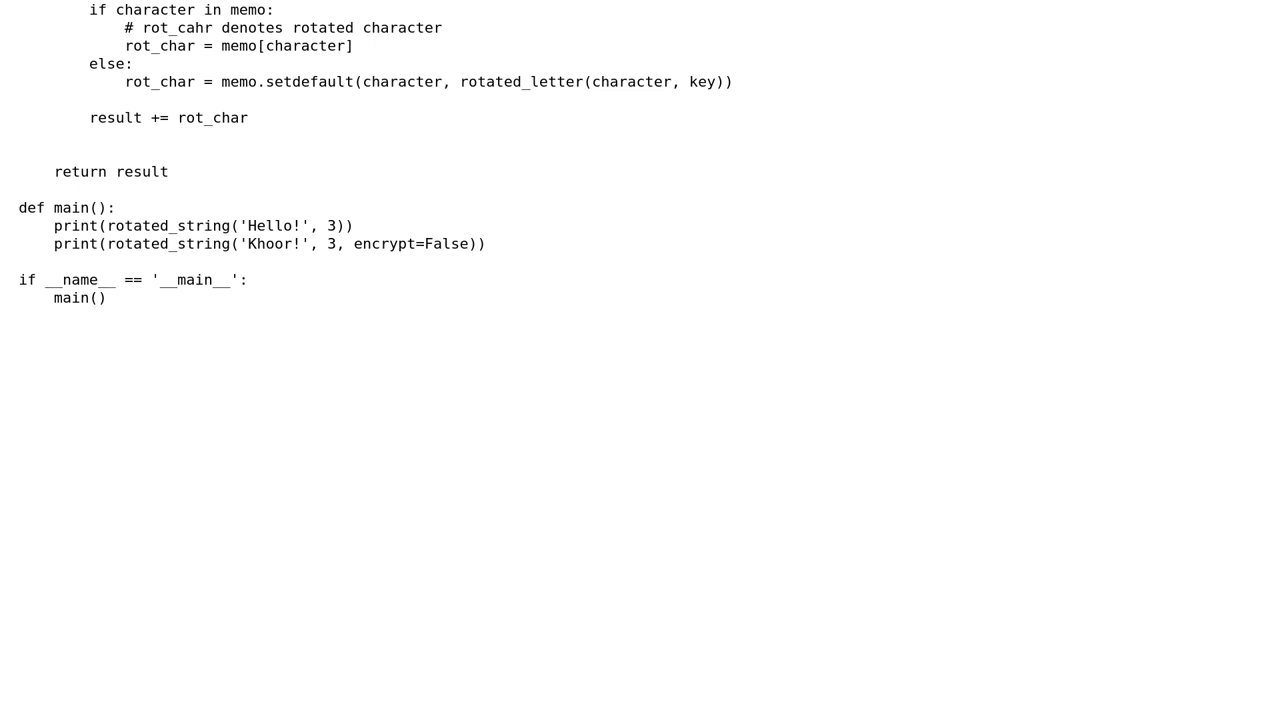 if character in memo:
            # rot_cahr denotes rotated character
            rot_char = memo[character]
        else:
            rot_char = memo.setdefault(character, rotated_letter(character, key))

        result += rot_char


    return result

def main():
    print(rotated_string('Hello!', 3))
    print(rotated_string('Khoor!', 3, encrypt=False))

if __name__ == '__main__':
    main()